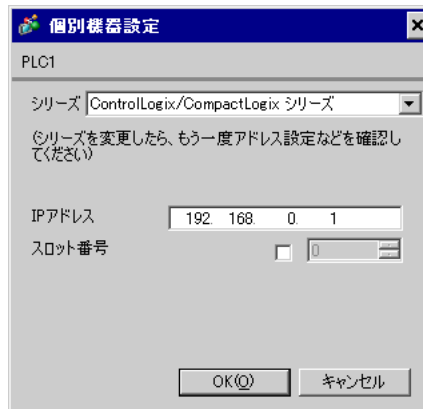 個別機器設定
PLC1
シリーズ ControlLogix/CompactLogix シリーズ
(シリーズを変更したら、もう一度アドレス設定などを確認し
てください)
IPアドレス 192. 168. 0. 1
スロット番号 0
OK(O) キャンセル